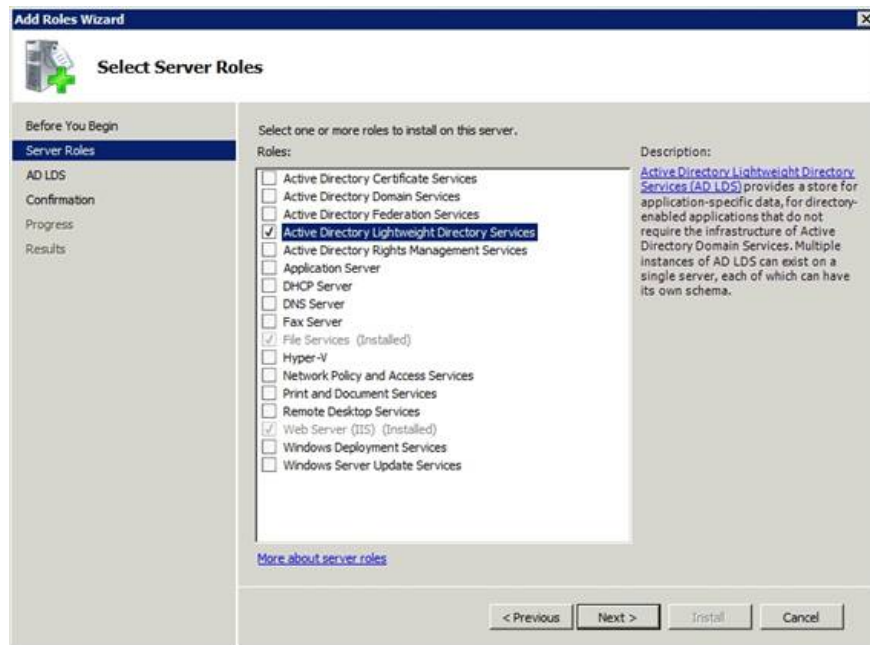 Add Roles Wizard
Select Server Roles
Before You Begin
Server Roles
AD LDS
Confirmation
Progress
Results
Select one or more roles to install on this server.
Roles:
Active Directory Certificate Services
Active Directory Domain Services
Active Directory Federation Services
Active Directory Lightweight Directory Services
Active Directory Rights Management Services
Application Server
DHCP Server
DNS Server
Fax Server
File Services (Installed)
Hyper-V
Network Policy and Access Services
Print and Document Services
Remote Desktop Services
Web Server (IIS) (Installed)
Windows Deployment Services
Windows Server Update Services
More about server roles
Description:
Active Directory Lightweight Directory
Services (AD LDS) provides a store for
application-specific data, for directory-
enabled applications that do not
require the infrastructure of Active
Directory Domain Services. Multiple
instances of AD LDS can exist on a
single server, each of which can have
its own schema.
< Previous
Next >
Install
Cancel